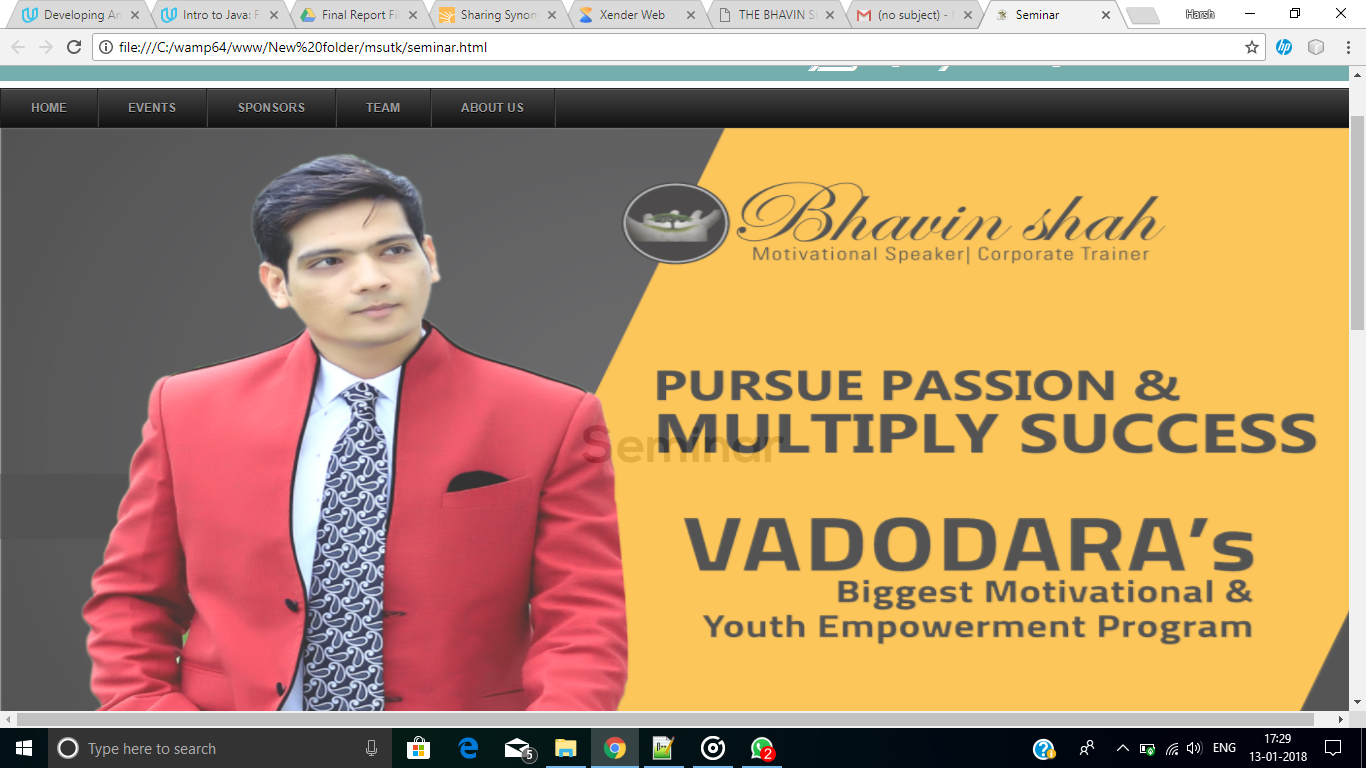 Developing An
Intro to Java: F
Final Report Fi
Sharing Synon
Xender Web
THE BHAVIN S
(no subject) -
Seminar
Harsh
file:///C:/wamp64/www/New%20folder/msutk/seminar.html
HOME EVENTS SPONSORS TEAM ABOUT US
Bhavin shah
Motivational Speaker| Corporate Trainer
PURSUE PASSION &
MULTIPLY SUCCESS
Seminar
VADODARA's
Biggest Motivational &
Youth Empowerment Program
Type here to search
5
2
ENG
17:29
13-01-2018